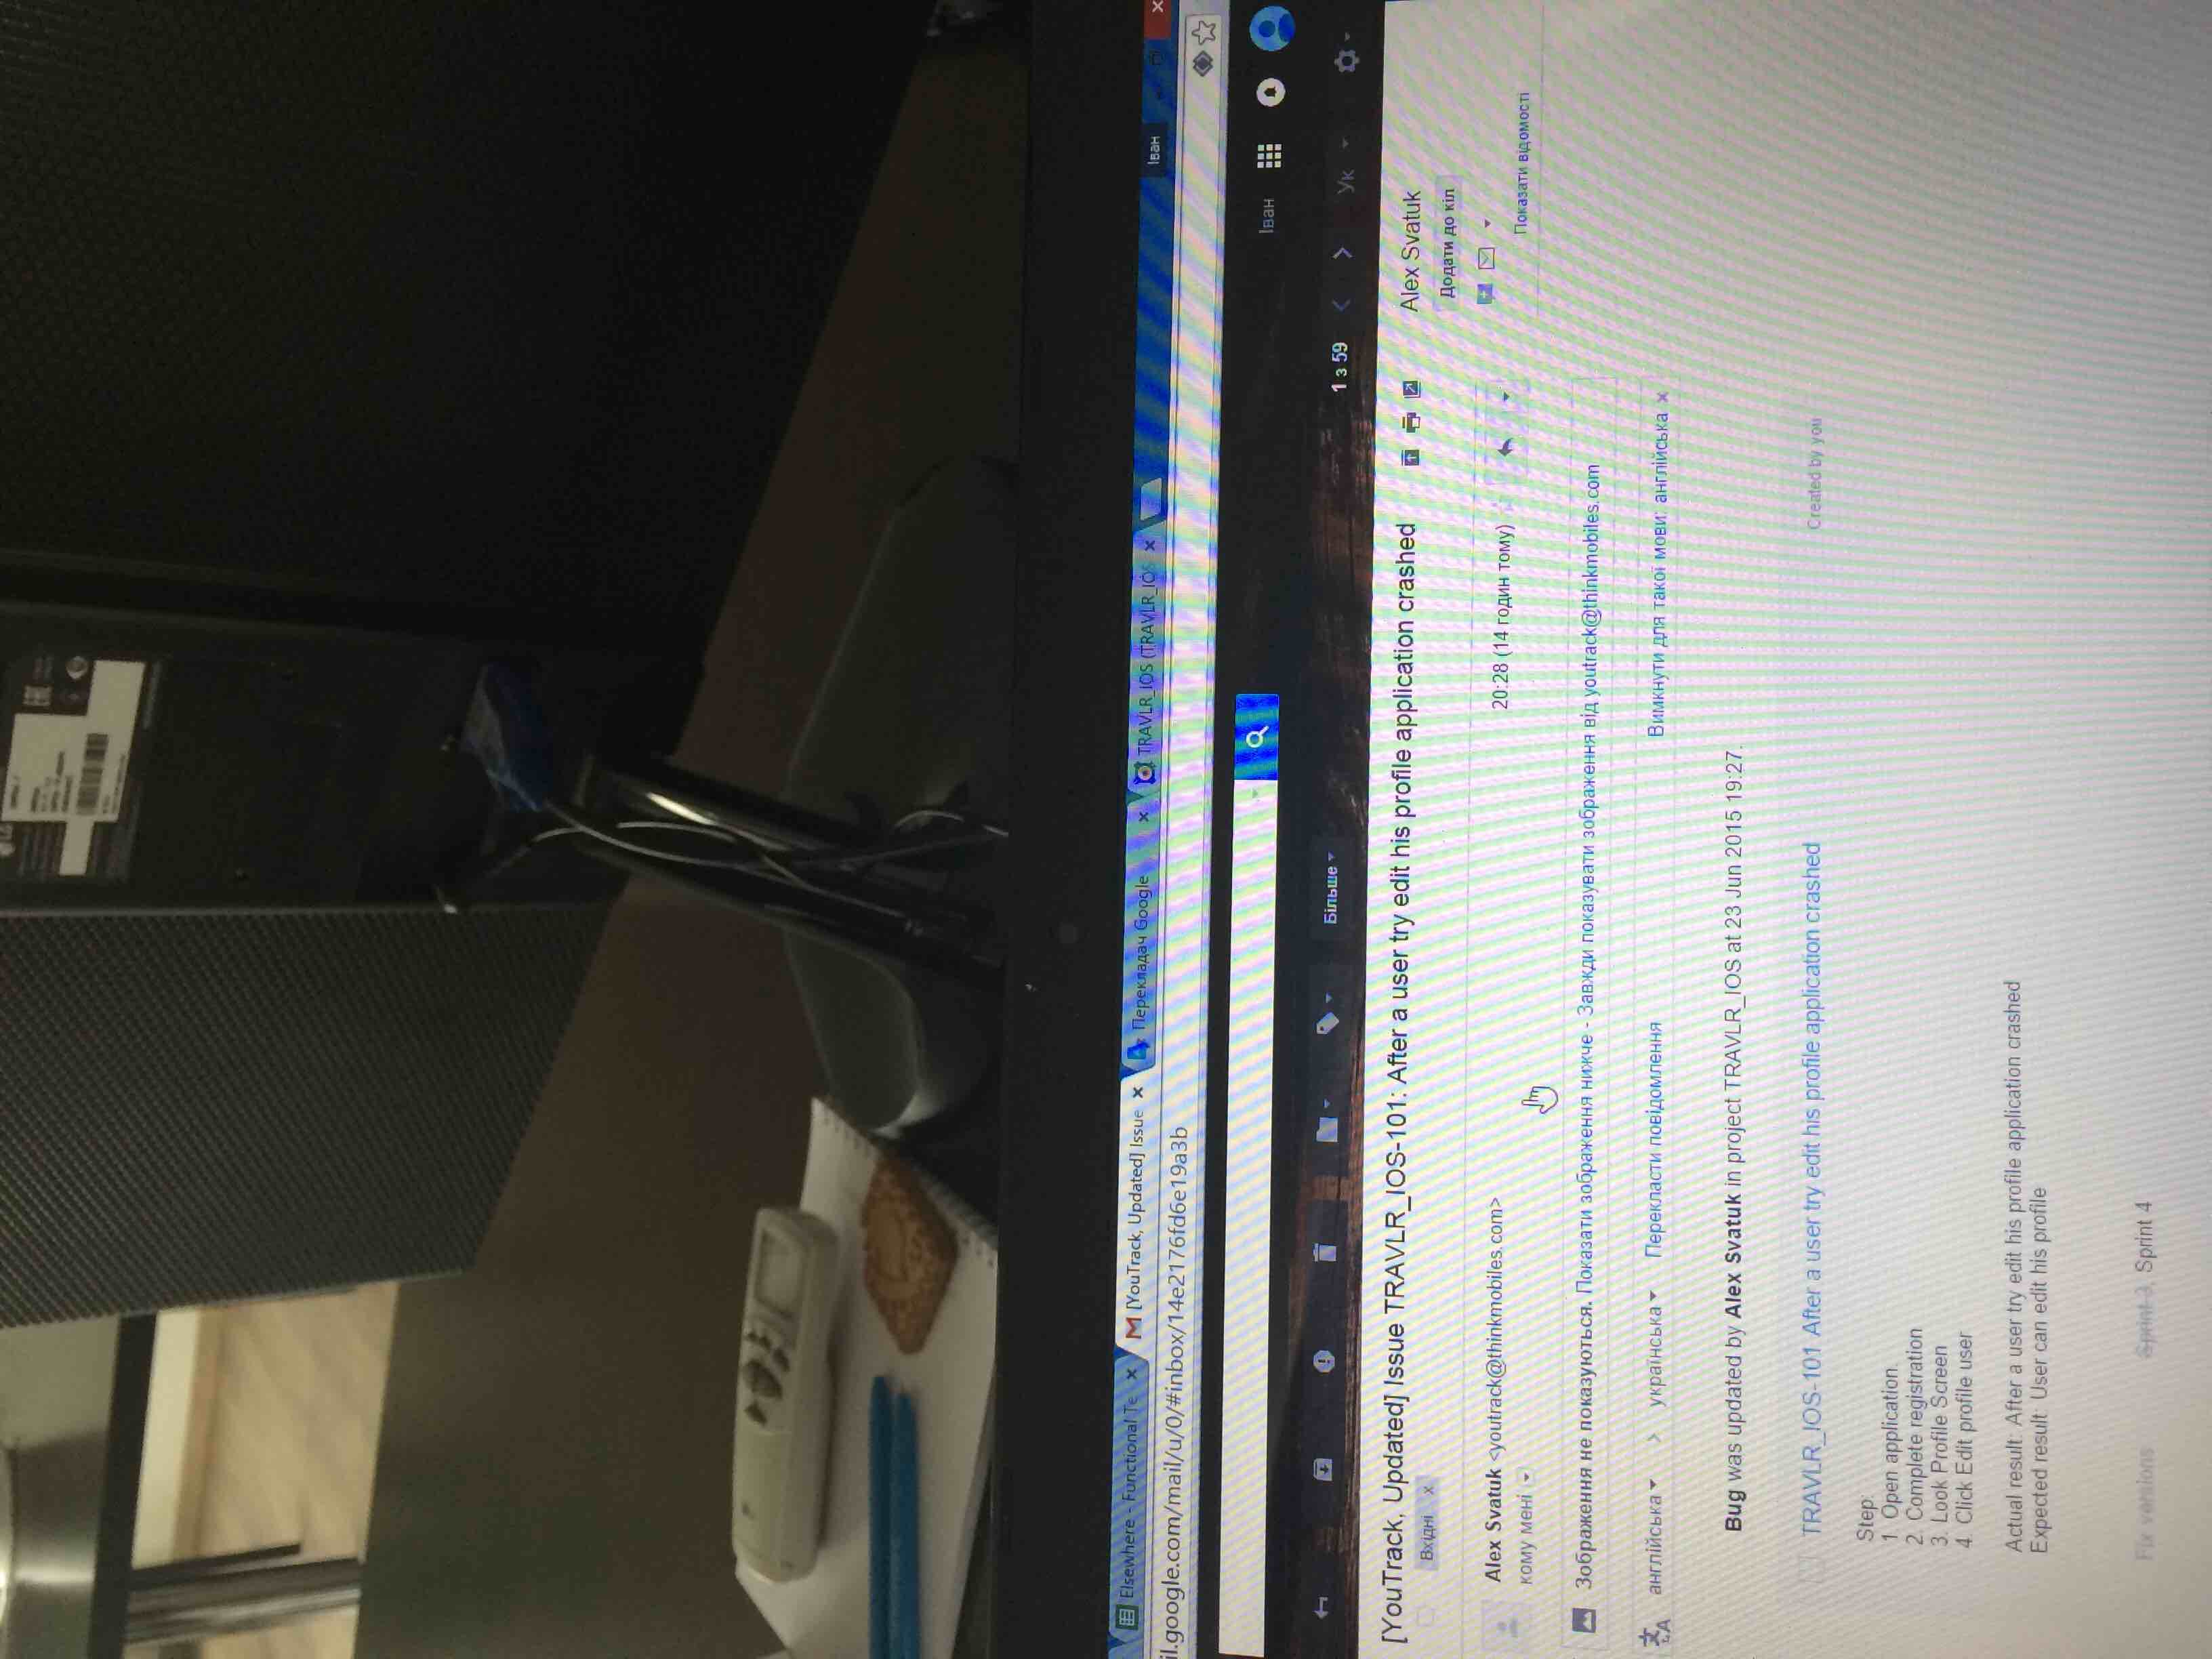 LG
EAC
Elsewhere - Functional Te
[YouTrack, Updated] Issue
Перекладач Google
TRAVLR_IOS (TRAVLR_IOS
Іван
il.google.com/mail/u/0/#inbox/14e2176fd6e19a3b
Іван
Більше
1 з 59
Ук
[YouTrack, Updated] Issue TRAVLR_IOS-101: After a user try edit his profile application crashed
Вхідні x
Alex Svatuk
Додати до кіл
Показати відомості
Alex Svatuk <youtrack@thinkmobiles.com>
20:28 (14 годин тому)
кому мені
Зображення не показуються. Показати зображення нижче - Завжди показувати зображення від youtrack@thinkmobiles.com
англійська > українська Перекласти повідомлення
Вимкнути для такої мови: англійська x
Bug was updated by Alex Svatuk in project TRAVLR_IOS at 23 Jun 2015 19:27.
TRAVLR_IOS-101 After a user try edit his profile application crashed
Created by you
Step:
1. Open application.
2. Complete registration
3. Look Profile Screen
4. Click Edit profile user
Actual result: After a user try edit his profile application crashed
Expected result: User can edit his profile
Fix versions Sprint 3, Sprint 4